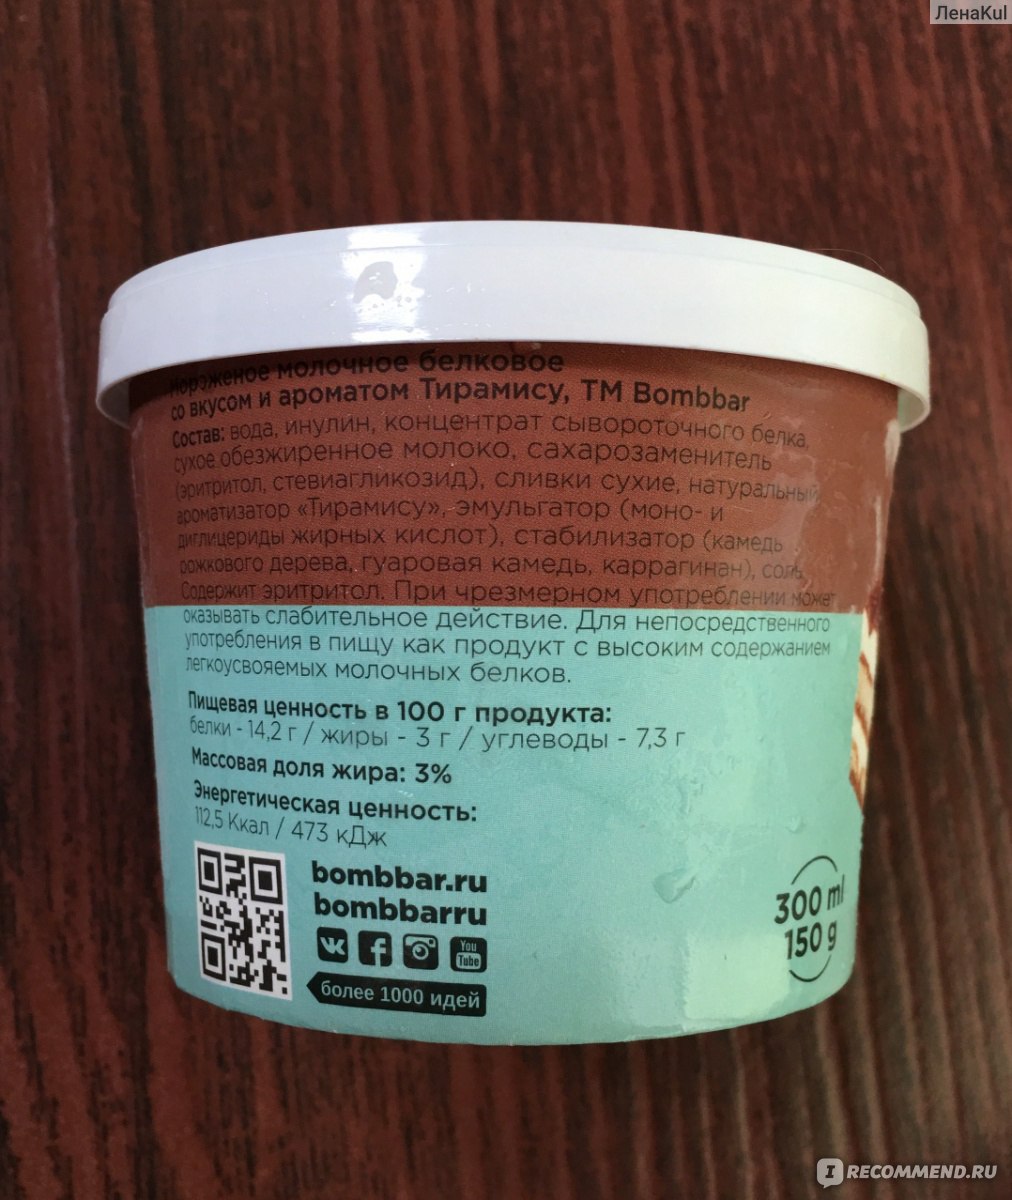 ЛенаKul
Мороженое молочное белковое
со вкусом и ароматом Тирамису, ТМ Bombbar
Состав: вода, инулин, концентрат сывороточного белка,
сухое обезжиренное молоко, сахарозаменитель
(эритритол, стевиагликозид), сливки сухие, натуральный
ароматизатор «Тирамису», эмульгатор (моно- и
диглицериды жирных кислот), стабилизатор (камедь
рожкового дерева, гуаровая камедь, каррагинан), соль.
Содержит эритритол. При чрезмерном употреблении может
оказывать слабительное действие. Для непосредственного
употребления в пищу как продукт с высоким содержанием
легкоусвояемых молочных белков.
Пищевая ценность в 100 г продукта:
белки - 14,2 г / жиры - 3 г / углеводы - 7,3 г
Массовая доля жира: 3%
Энергетическая ценность:
112,5 Ккал / 473 кДж
bombbar.ru
bombbarru
You
Tube
более 1000 идей
300 ml
150 g
I RECOMMEND.RU